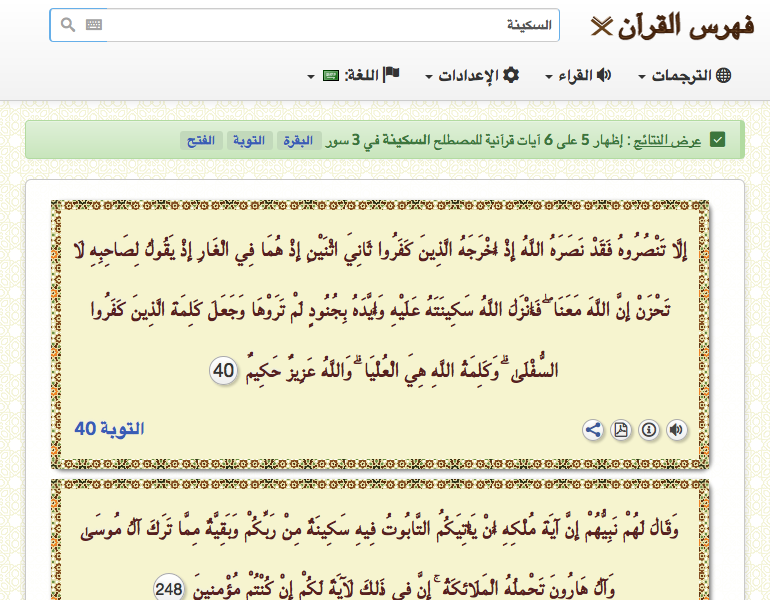 فهرس القرآن
السكينة
الترجمات القراء الإعدادات اللغة:
عرض النتائج : إظهار 5 على 6 آيات قرآنية للمصطلح السكينة في 3 سور البقرة التوبة الفتح
إِلَّا تَنْصُرُوهُ فَقَدْ نَصَرَهُ اللَّهُ إِذْ أَخْرَجَهُ الَّذِينَ كَفَرُوا ثَانِيَ اثْنَيْنِ إِذْ هُمَا فِي الْغَارِ إِذْ يَقُولُ لِصَاحِبِهِ لَا
تَحْزَنْ إِنَّ اللَّهَ مَعَنَا ۖ فَأَنْزَلَ اللَّهُ سَكِينَتَهُ عَلَيْهِ وَأَيَّدَهُ بِجُنُودٍ لَمْ تَرَوْهَا وَجَعَلَ كَلِمَةَ الَّذِينَ كَفَرُوا
السُّفْلَىٰ ۗ وَكَلِمَةُ اللَّهِ هِيَ الْعُلْيَا ۗ وَاللَّهُ عَزِيزٌ حَكِيمٌ 40
التوبة 40
وَقَالَ لَهُمْ نَبِيُّهُمْ إِنَّ آيَةَ مُلْكِهِ أَنْ يَأْتِيَكُمُ التَّابُوتُ فِيهِ سَكِينَةٌ مِنْ رَبِّكُمْ وَبَقِيَّةٌ مِمَّا تَرَكَ آلُ مُوسَىٰ
وَآلُ هَارُونَ تَحْمِلُهُ الْمَلَائِكَةُ ۚ إِنَّ فِي ذَٰلِكَ لَآيَةً لَكُمْ إِنْ كُنْتُمْ مُؤْمِنِينَ 248